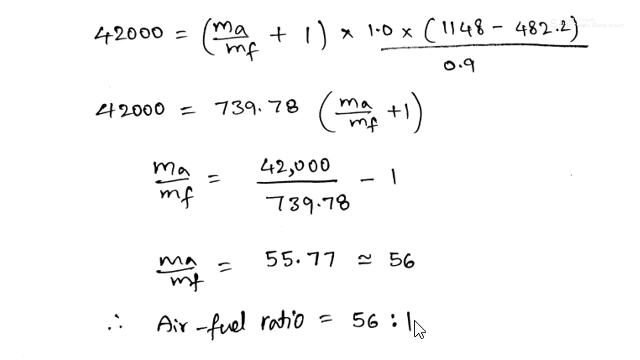 42000 = (ma/mf + 1) * 1.0 × (1148 - 482.2) / 0.9
42000 = 739.78 (ma/mf + 1)
ma/mf = 42,000/739.78 - 1
ma/mf = 55.77 ≃ 56
∴ Air-fuel ratio = 56 : 1